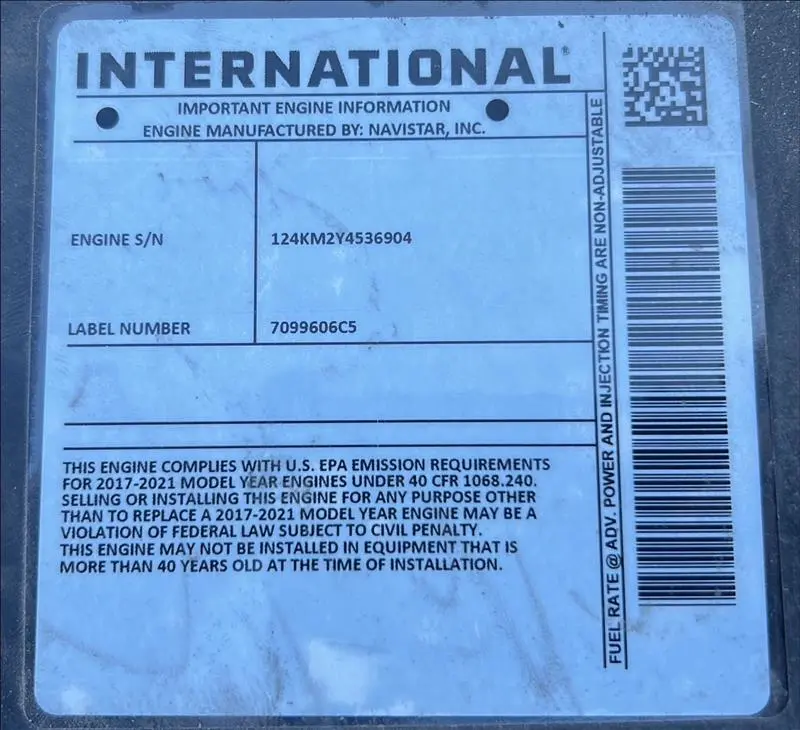 INTERNATIONAL®
IMPORTANT ENGINE INFORMATION
ENGINE MANUFACTURED BY: NAVISTAR, INC.
ENGINE S/N 124KM2Y4536904
LABEL NUMBER 7099606C5
THIS ENGINE COMPLIES WITH U.S. EPA EMISSION REQUIREMENTS
FOR 2017-2021 MODEL YEAR ENGINES UNDER 40 CFR 1068.240.
SELLING OR INSTALLING THIS ENGINE FOR ANY PURPOSE OTHER
THAN TO REPLACE A 2017-2021 MODEL YEAR ENGINE MAY BE A
VIOLATION OF FEDERAL LAW SUBJECT TO CIVIL PENALTY.
THIS ENGINE MAY NOT BE INSTALLED IN EQUIPMENT THAT IS
MORE THAN 40 YEARS OLD AT THE TIME OF INSTALLATION.
FUEL RATE @ ADV. POWER AND INJECTION TIMING ARE NON-ADJUSTABLE